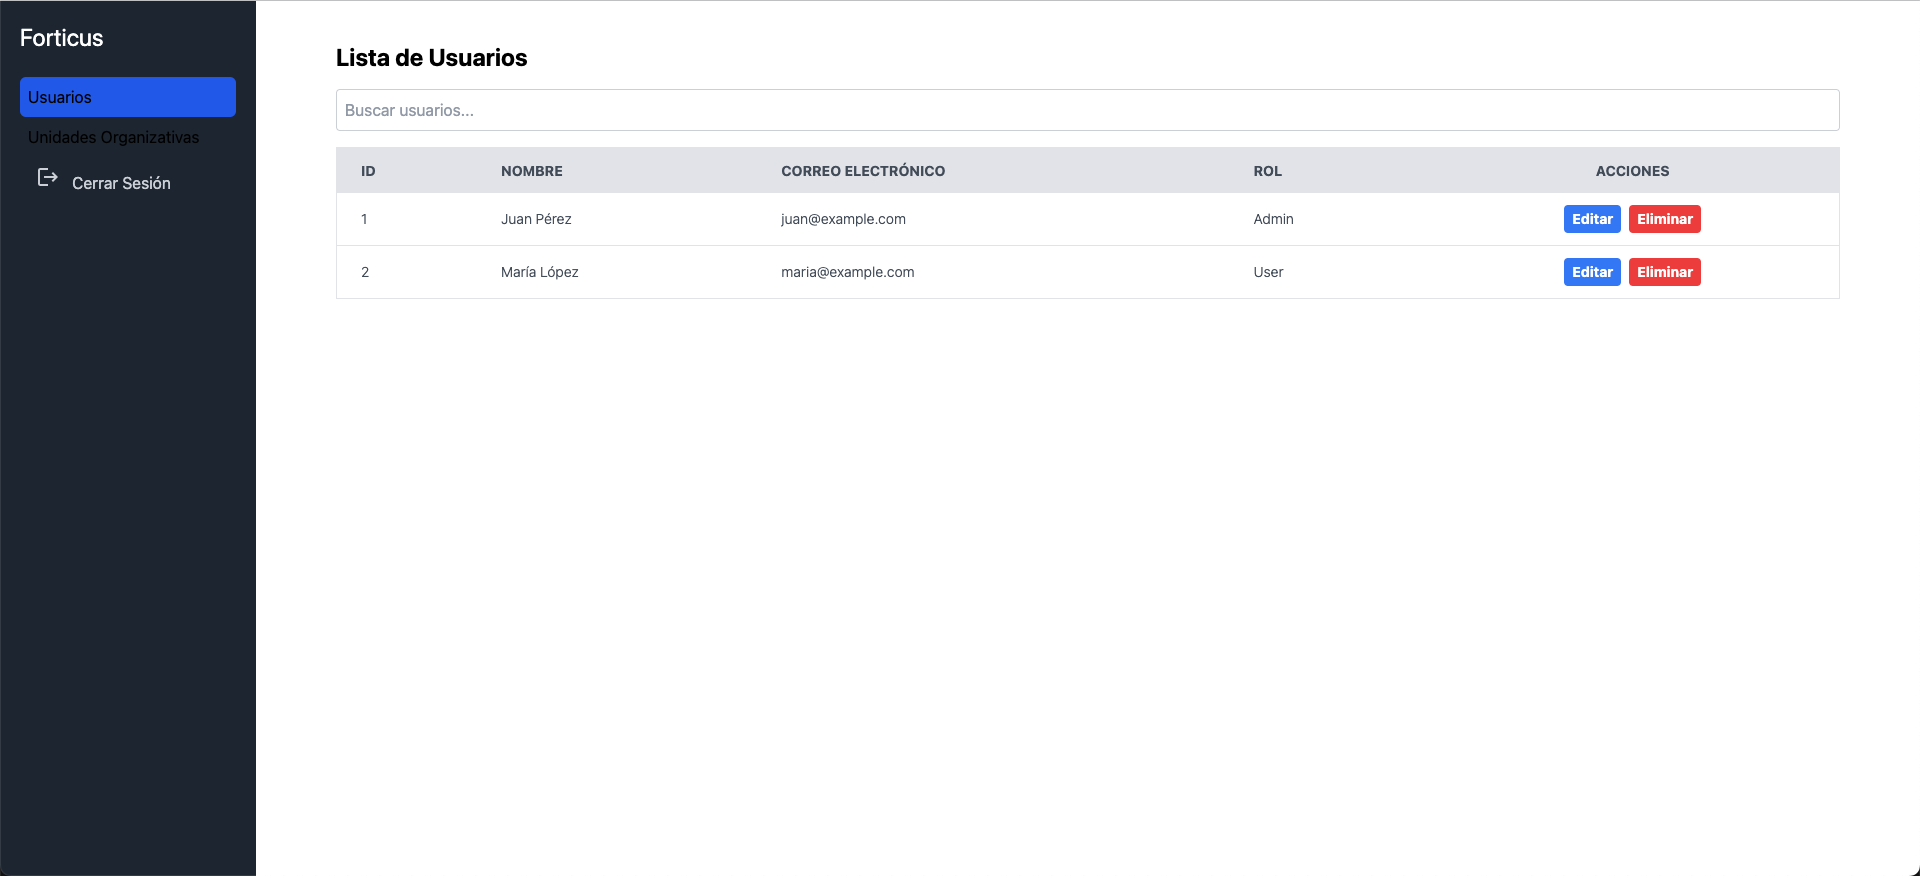 Forticus
Usuarios
Unidades Organizativas
Cerrar Sesión
Lista de Usuarios
Buscar usuarios...
ID NOMBRE CORREO ELECTRÓNICO ROL ACCIONES
1 Juan Pérez juan@example.com Admin Editar Eliminar
2 María López maria@example.com User Editar Eliminar